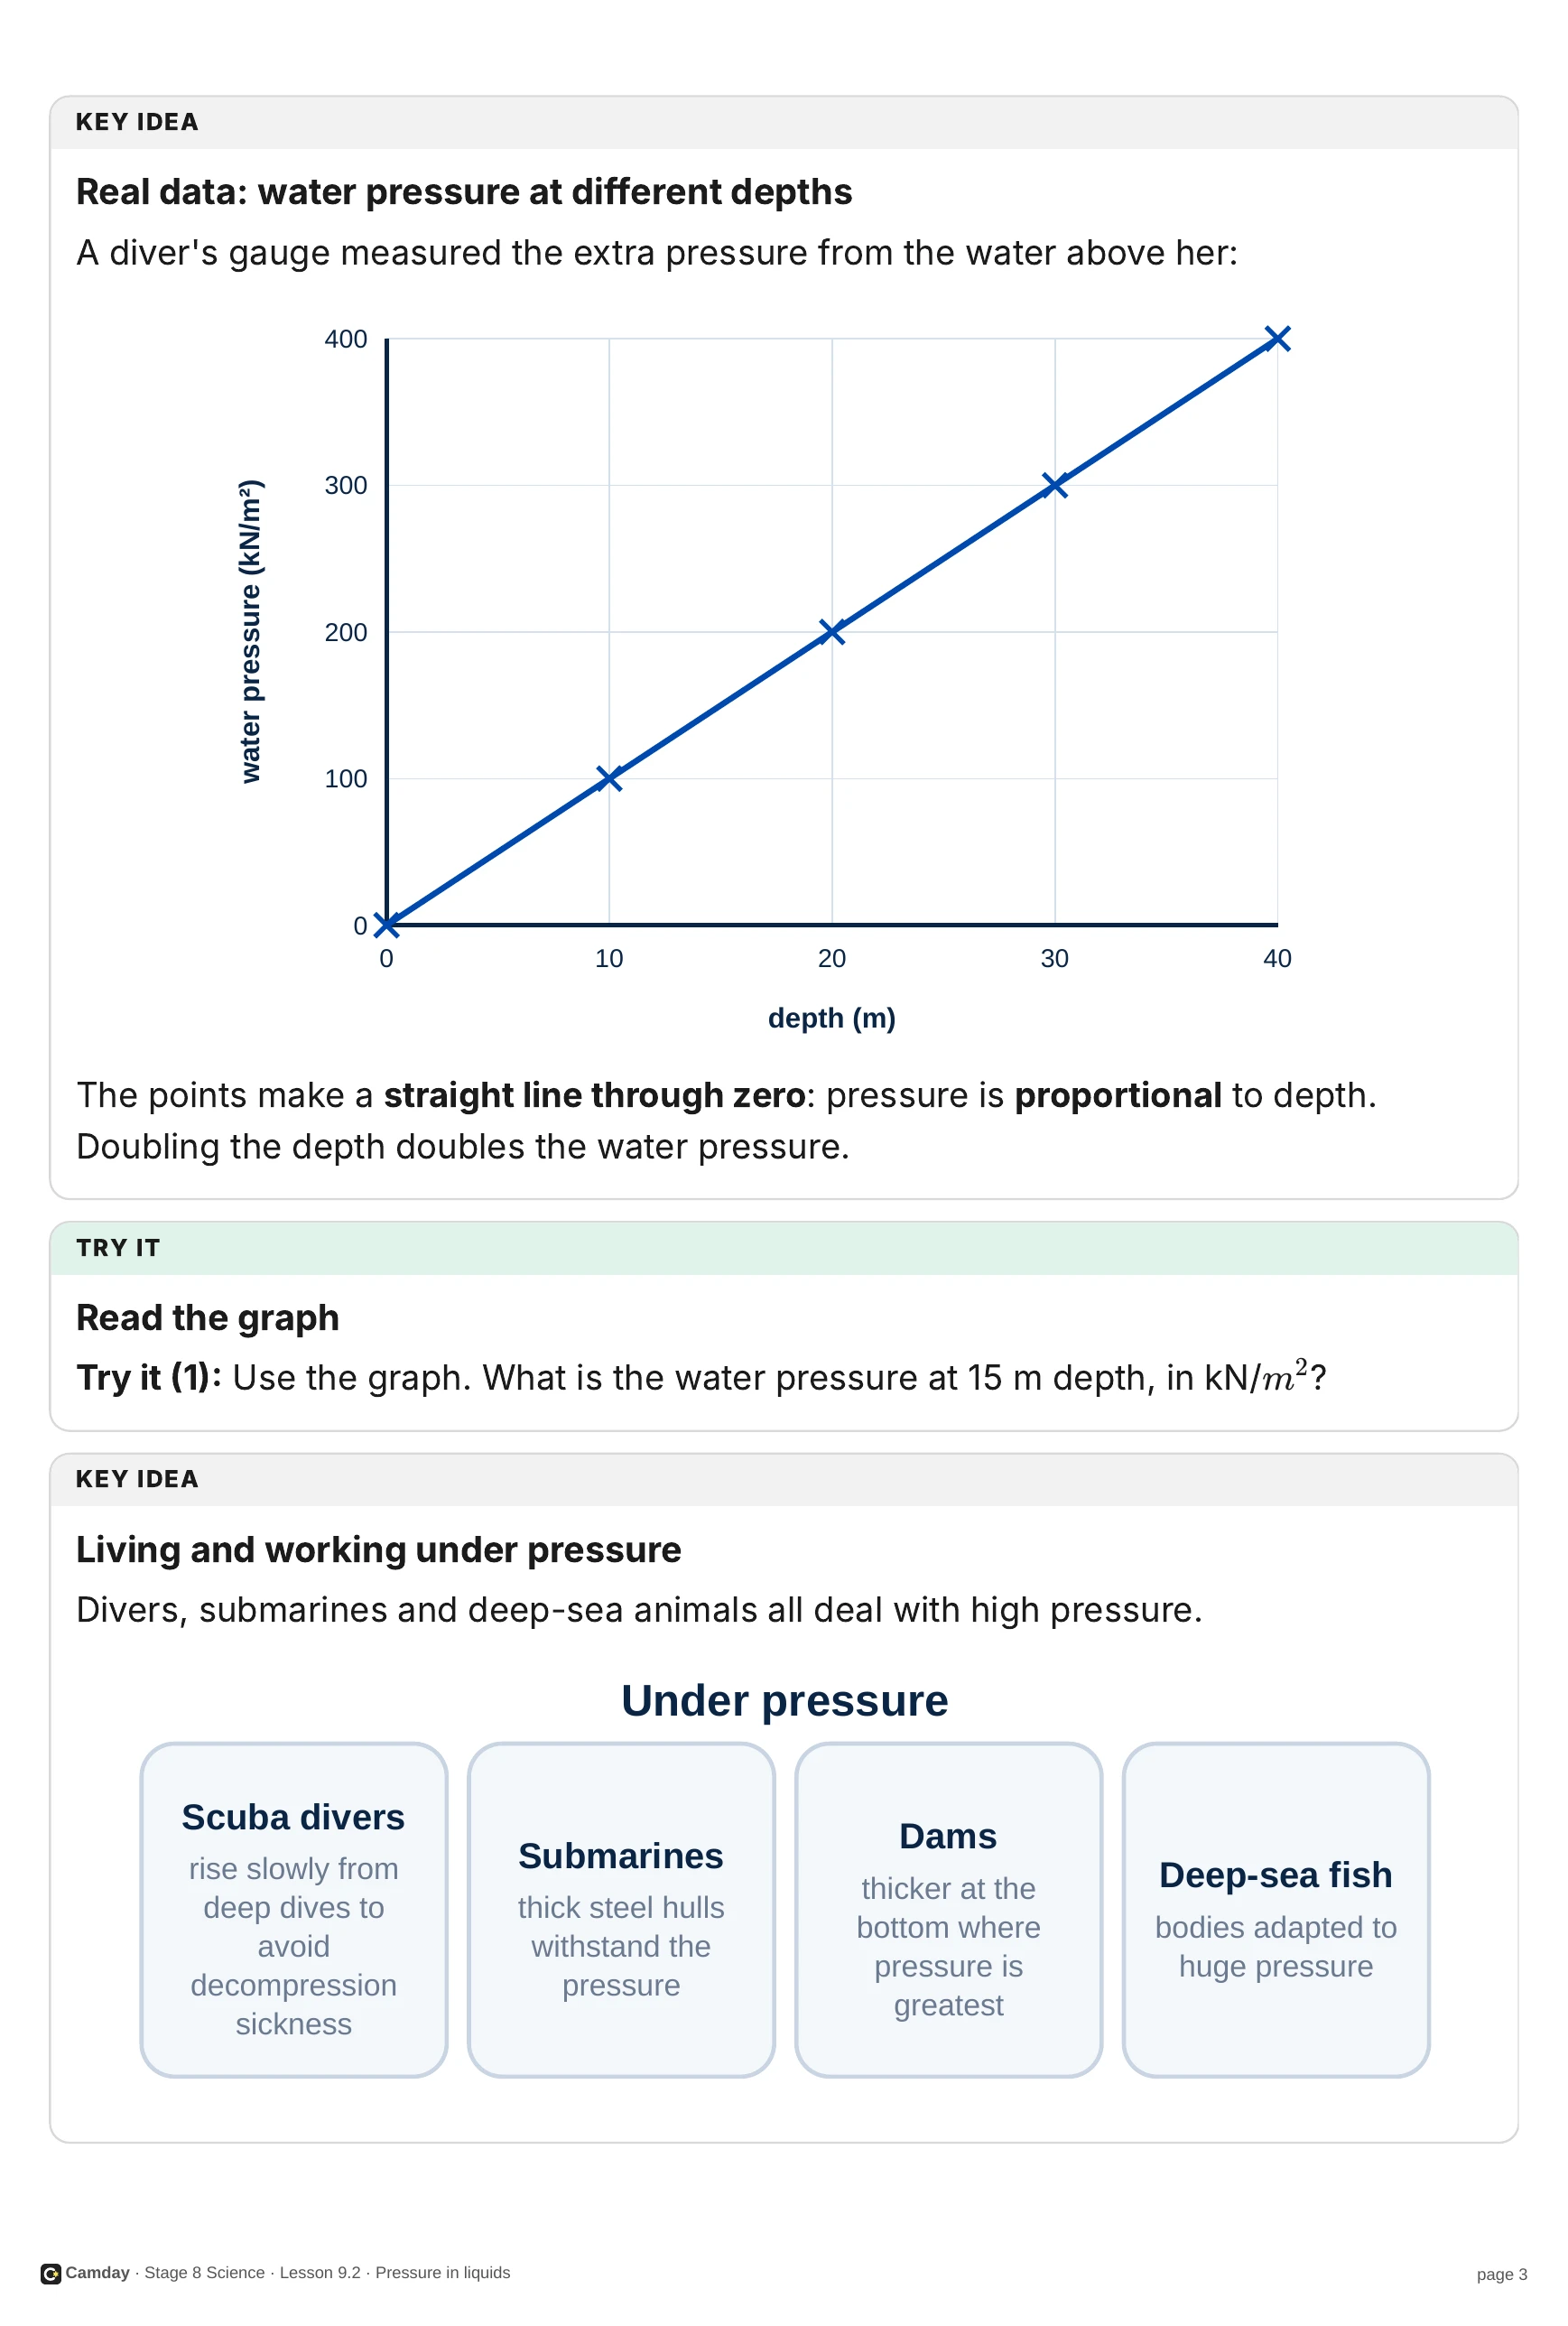 KEY IDEA
Real data: water pressure at different depths
A diver's gauge measured the extra pressure from the water above her:
400
300
200
100
0
water pressure (kN/m²)
0 10 20 30 40
depth (m)
The points make a straight line through zero: pressure is proportional to depth.
Doubling the depth doubles the water pressure.
TRY IT
Read the graph
Try it (1): Use the graph. What is the water pressure at 15 m depth, in kN/m²?
KEY IDEA
Living and working under pressure
Divers, submarines and deep-sea animals all deal with high pressure.
Under pressure
Scuba divers
rise slowly from
deep dives to
avoid
decompression
sickness
Submarines
thick steel hulls
withstand the
pressure
Dams
thicker at the
bottom where
pressure is
greatest
Deep-sea fish
bodies adapted to
huge pressure
Camday · Stage 8 Science · Lesson 9.2 · Pressure in liquids
page 3